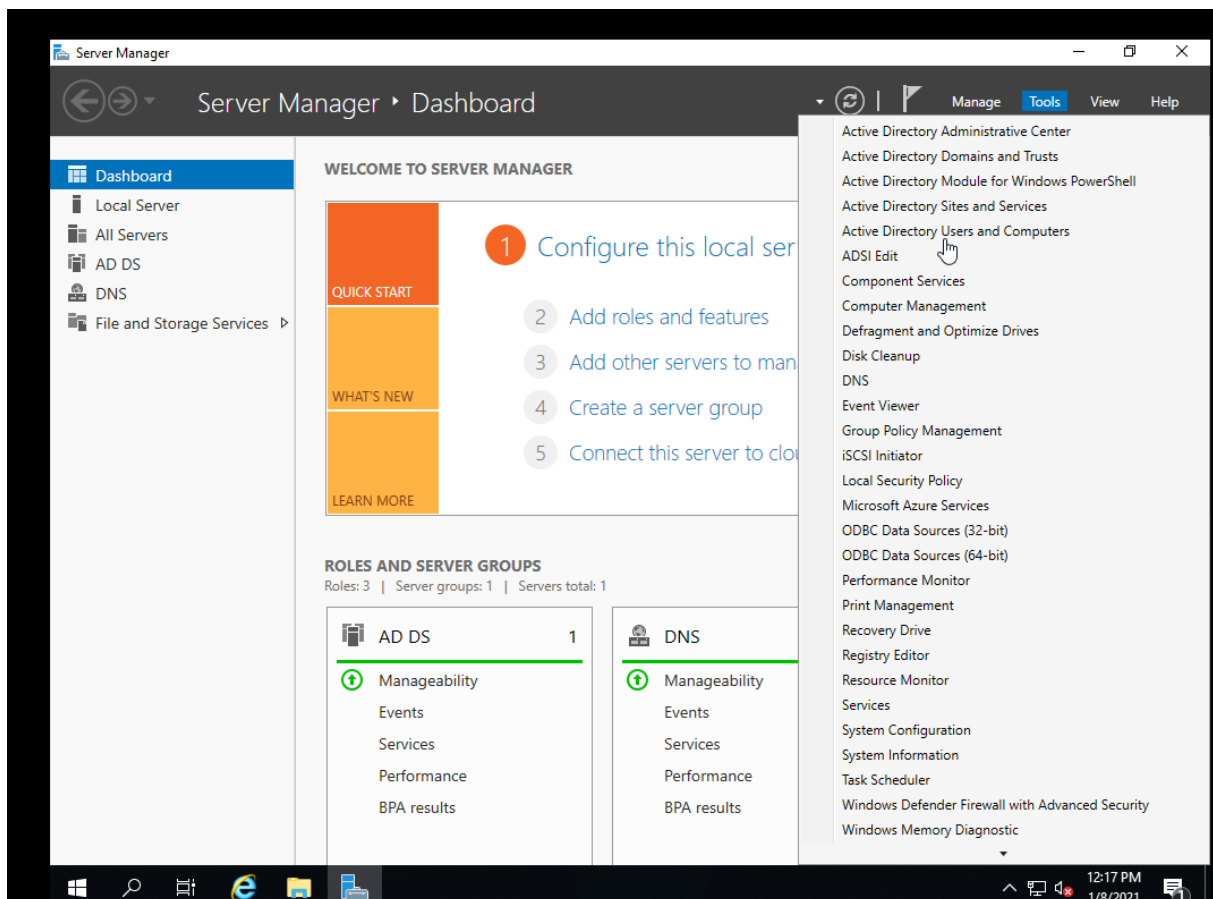 Server Manager
Server Manager
Dashboard
Manage
Tools
View
Help
Dashboard
Local Server
All Servers
AD DS
DNS
File and Storage Services
WELCOME TO SERVER MANAGER
QUICK START
WHAT'S NEW
LEARN MORE
1 Configure this local ser
2 Add roles and features
3 Add other servers to man
4 Create a server group
5 Connect this server to clou
ROLES AND SERVER GROUPS
Roles: 3 | Server groups: 1 | Servers total: 1
AD DS 1
Manageability
Events
Services
Performance
BPA results
DNS
Manageability
Events
Services
Performance
BPA results
Active Directory Administrative Center
Active Directory Domains and Trusts
Active Directory Module for Windows PowerShell
Active Directory Sites and Services
Active Directory Users and Computers
ADSI Edit
Component Services
Computer Management
Defragment and Optimize Drives
Disk Cleanup
DNS
Event Viewer
Group Policy Management
iSCSI Initiator
Local Security Policy
Microsoft Azure Services
ODBC Data Sources (32-bit)
ODBC Data Sources (64-bit)
Performance Monitor
Print Management
Recovery Drive
Registry Editor
Resource Monitor
Services
System Configuration
System Information
Task Scheduler
Windows Defender Firewall with Advanced Security
Windows Memory Diagnostic
12:17 PM
1/8/2021
1